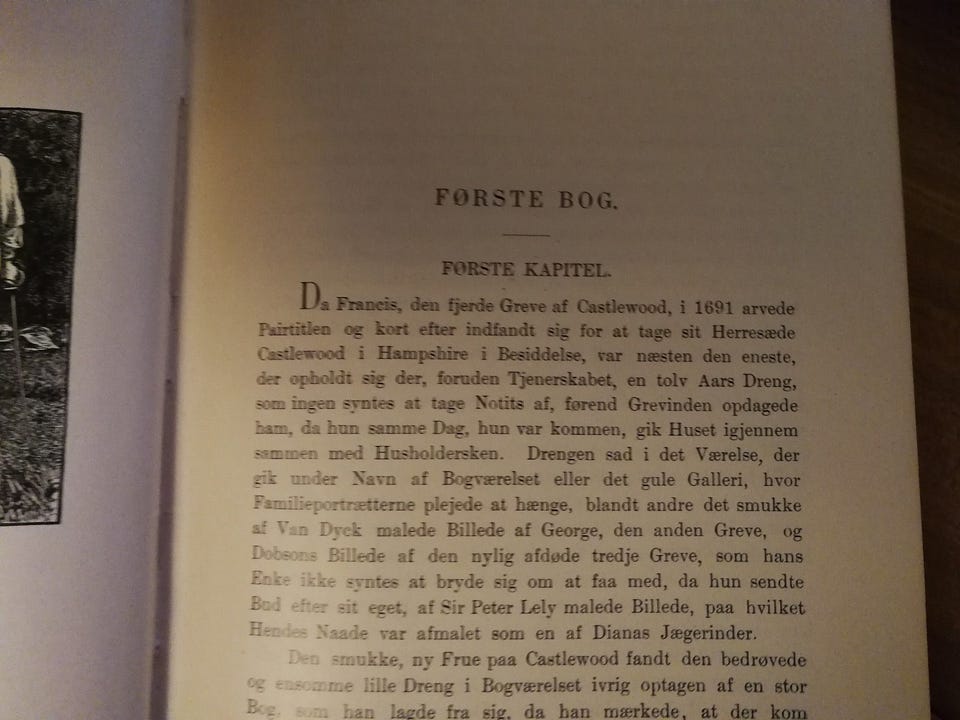 FØRSTE BOG.
FØRSTE KAPITEL.
Da Francis, den fjerde Greve af Castlewood, i 1691 arvede
Pairtitlen og kort efter indfandt sig for at tage sit Herresæde
Castlewood i Hampshire i Besiddelse, var næsten den eneste,
der opholdt sig der, foruden Tjenerskabet, en tolv Aars Dreng,
som ingen syntes at tage Notits af, førend Grevinden opdagede
ham, da hun samme Dag, hun var kommen, gik Huset igjennem
sammen med Husholdersken. Drengen sad i det Værelse, der
gik under Navn af Bogværelset eller det gule Galleri, hvor
Familieportrætterne plejede at hænge, blandt andre det smukke
af Van Dyck malede Billede af George, den anden Greve, og
Dobsons Billede af den nylig afdøde tredje Greve, som hans
Enke ikke syntes at bryde sig om at faa med, da hun sendte
Bud efter sit eget, af Sir Peter Lely malede Billede, paa hvilket
Hendes Naade var afmalet som en af Dianas Jægerinder.
Den smukke, ny Frue paa Castlewood fandt den bedrøvede
og ensomme lille Dreng i Bogværelset ivrig optagen af en stor
Bog, som han lagde fra sig, da han mærkede, at der kom